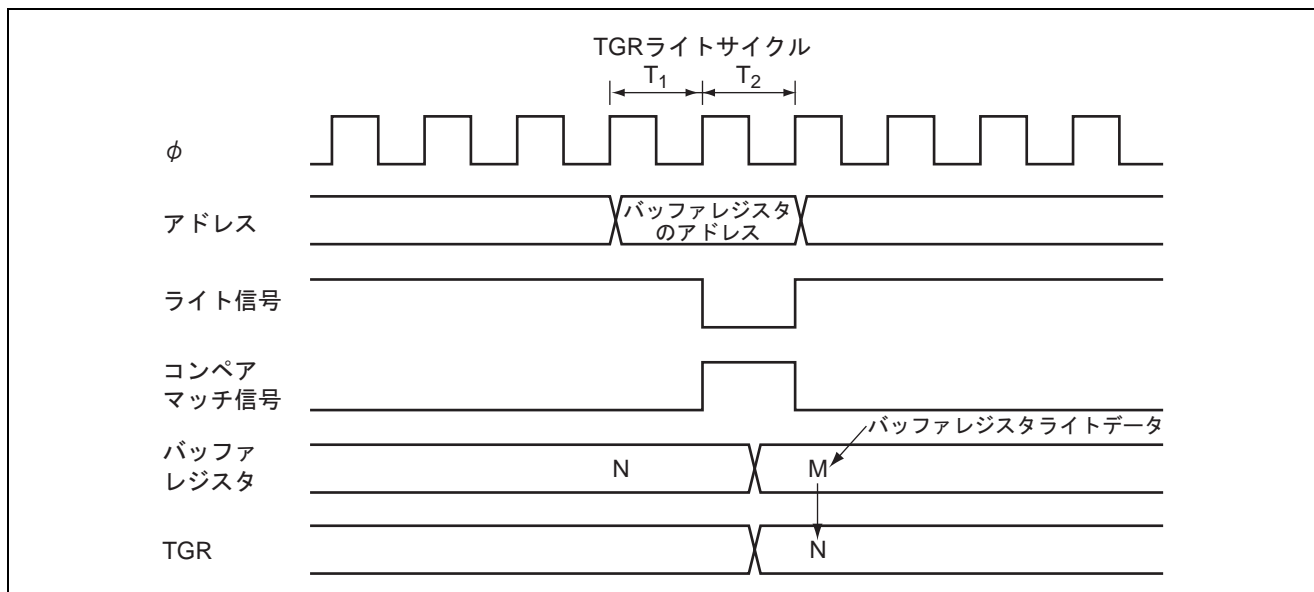 TGRライトサイクル
T1 T2
φ
アドレス
バッファレジスタ
のアドレス
ライト信号
コンペア
マッチ信号
バッファレジスタライトデータ
バッファ
レジスタ
N M
TGR N